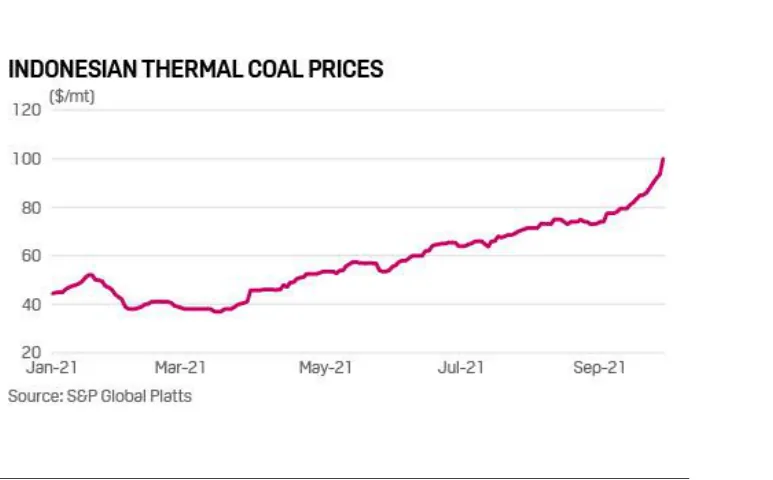 INDONESIAN THERMAL COAL PRICES
($/mt)
120
100
80
60
40
20
Jan-21 Mar-21 May-21 Jul-21 Sep-21
Source: S&P Global Platts